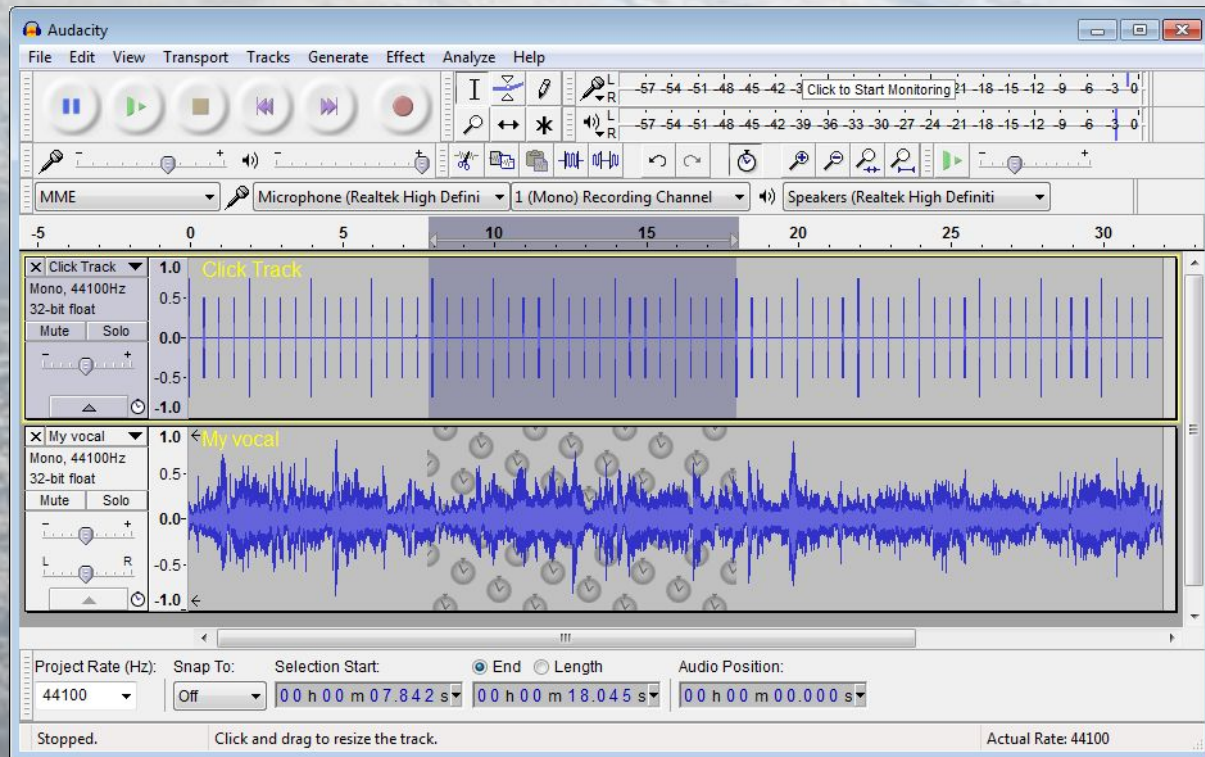 Audacity
File Edit View Transport Tracks Generate Effect Analyze Help
L
R
-57 -54 -51 -48 -45 -42 -3 Click to Start Monitoring 21 -18 -15 -12 -9 -6 -3 0
L
R
-57 -54 -51 -48 -45 -42 -39 -36 -33 -30 -27 -24 -21 -18 -15 -12 -9 -6 -3 0
- + - + - +
MME Microphone (Realtek High Defini 1 (Mono) Recording Channel Speakers (Realtek High Definiti
-5 0 5 10 15 20 25 30
X Click Track 1.0 Click Track
Mono, 44100Hz
32-bit float 0.5
Mute Solo
0.0
- +
-0.5
-1.0
X My vocal 1.0 My vocal
Mono, 44100Hz
32-bit float 0.5
Mute Solo
- + 0.0
L R -0.5
-1.0
Project Rate (Hz): Snap To: Selection Start: End Length Audio Position:
44100 Off 00 h 00 m 07.842 s 00 h 00 m 18.045 s 00 h 00 m 00.000 s
Stopped. Click and drag to resize the track. Actual Rate: 44100